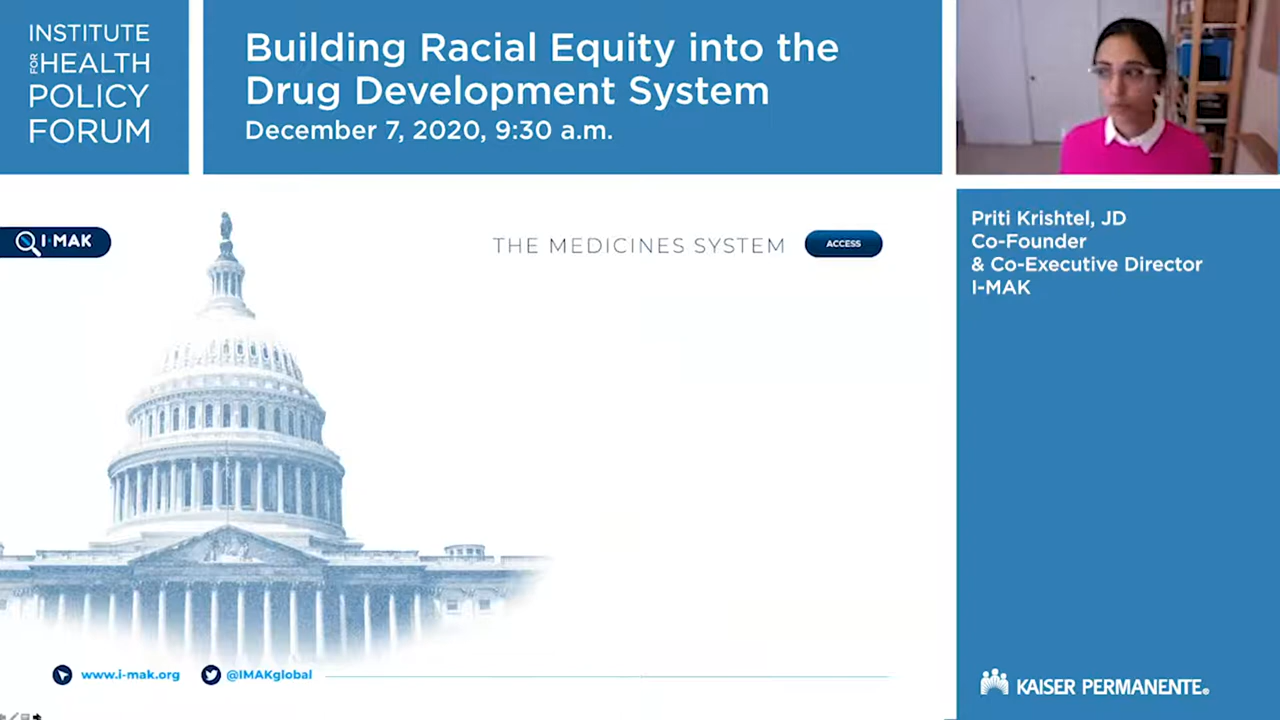 INSTITUTE
FOR HEALTH
POLICY
FORUM
Building Racial Equity into the
Drug Development System
December 7, 2020, 9:30 a.m.
Priti Krishtel, JD
Co-Founder
& Co-Executive Director
I-MAK
I·MAK
THE MEDICINES SYSTEM ACCESS
www.i-mak.org @IMAKglobal
KAISER PERMANENTE®